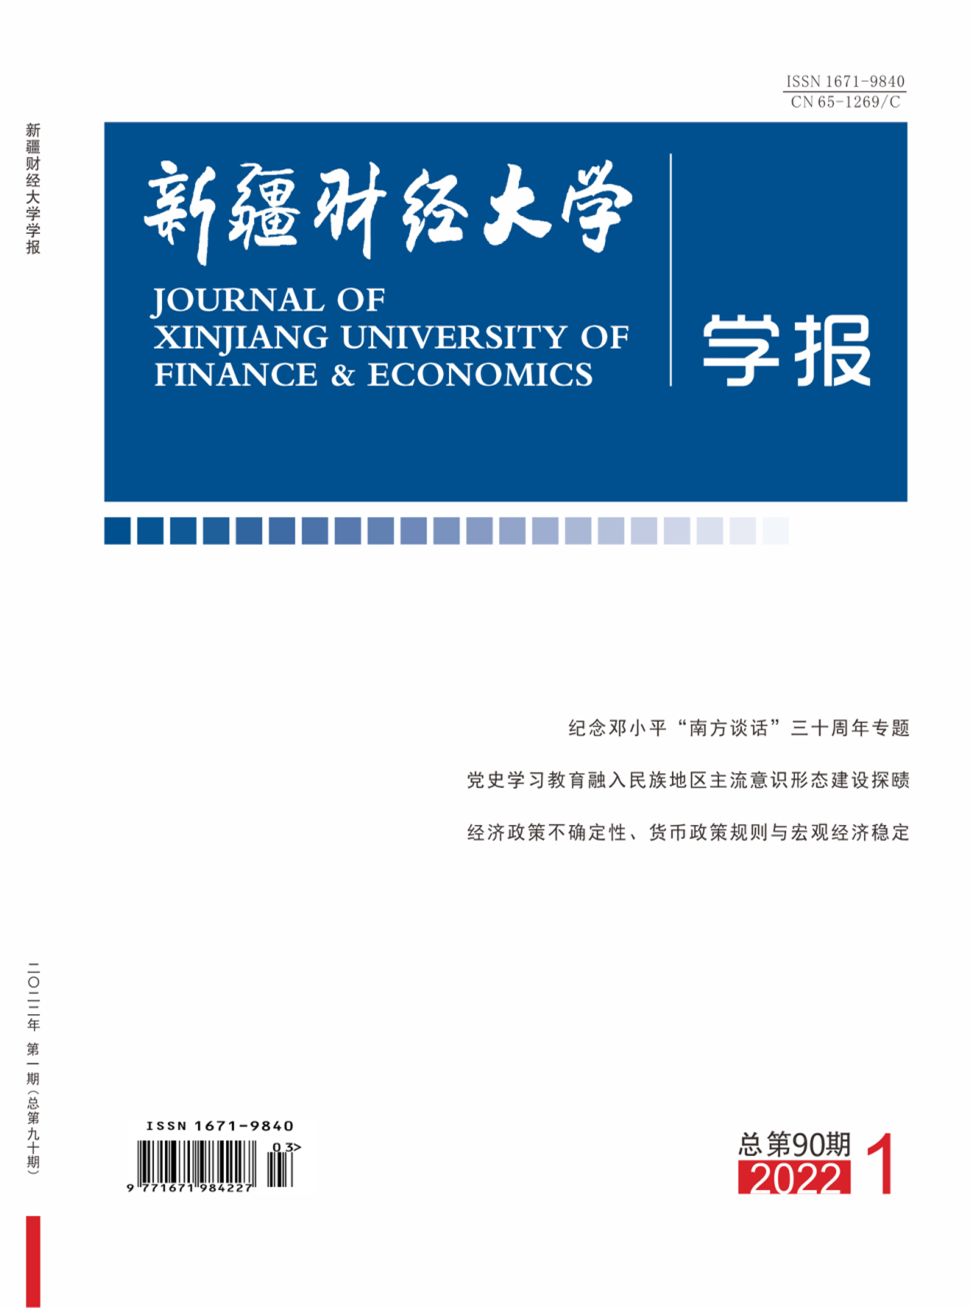 ISSN 1671-9840
CN 65-1269/C
新疆财经大学学报
新疆财经大学
JOURNAL OF
XINJIANG UNIVERSITY OF
FINANCE & ECONOMICS
学报
纪念邓小平“南方谈话”三十周年专题
党史学习教育融入民族地区主流意识形态建设探赜
经济政策不确定性、货币政策规则与宏观经济稳定
二〇二二年 第一期(总第九十期)
ISSN 1671-9840
03>
9 771671 984227
总第90期
2022
1